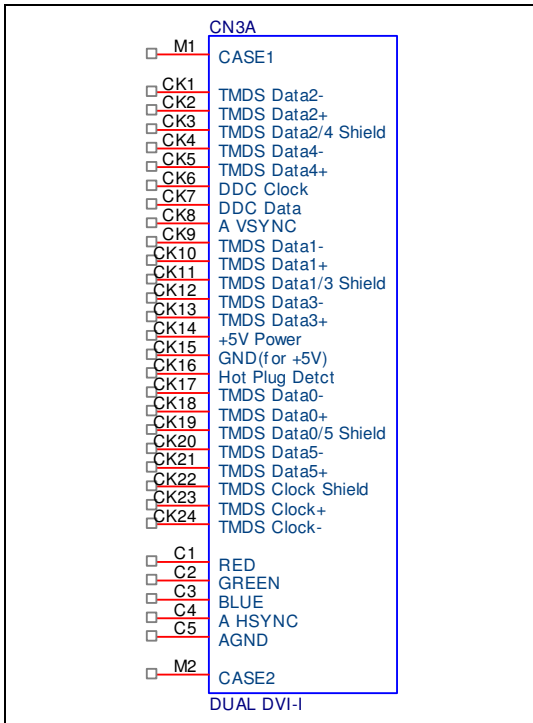 CN3A
M1 CASE1
CK1 TMDS Data2-
CK2 TMDS Data2+
CK3 TMDS Data2/4 Shield
CK4 TMDS Data4-
CK5 TMDS Data4+
CK6 DDC Clock
CK7 DDC Data
CK8 A VSYNC
CK9 TMDS Data1-
CK10 TMDS Data1+
CK11 TMDS Data1/3 Shield
CK12 TMDS Data3-
CK13 TMDS Data3+
CK14 +5V Power
CK15 GND(for +5V)
CK16 Hot Plug Detct
CK17 TMDS Data0-
CK18 TMDS Data0+
CK19 TMDS Data0/5 Shield
CK20 TMDS Data5-
CK21 TMDS Data5+
CK22 TMDS Clock Shield
CK23 TMDS Clock+
CK24 TMDS Clock-
C1 RED
C2 GREEN
C3 BLUE
C4 A HSYNC
C5 AGND
M2 CASE2
DUAL DVI-I